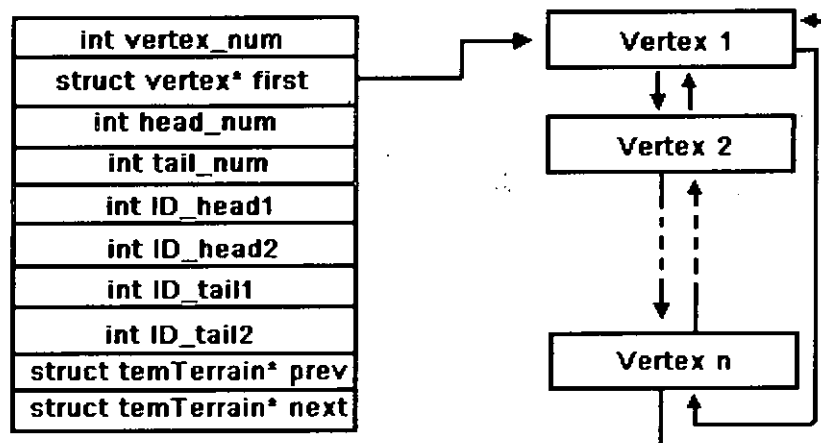 int vertex_num
struct vertex* first
int head_num
int tail_num
int ID_head1
int ID_head2
int ID_tail1
int ID_tail2
struct temTerrain* prev
struct temTerrain* next
Vertex 1
Vertex 2
Vertex n